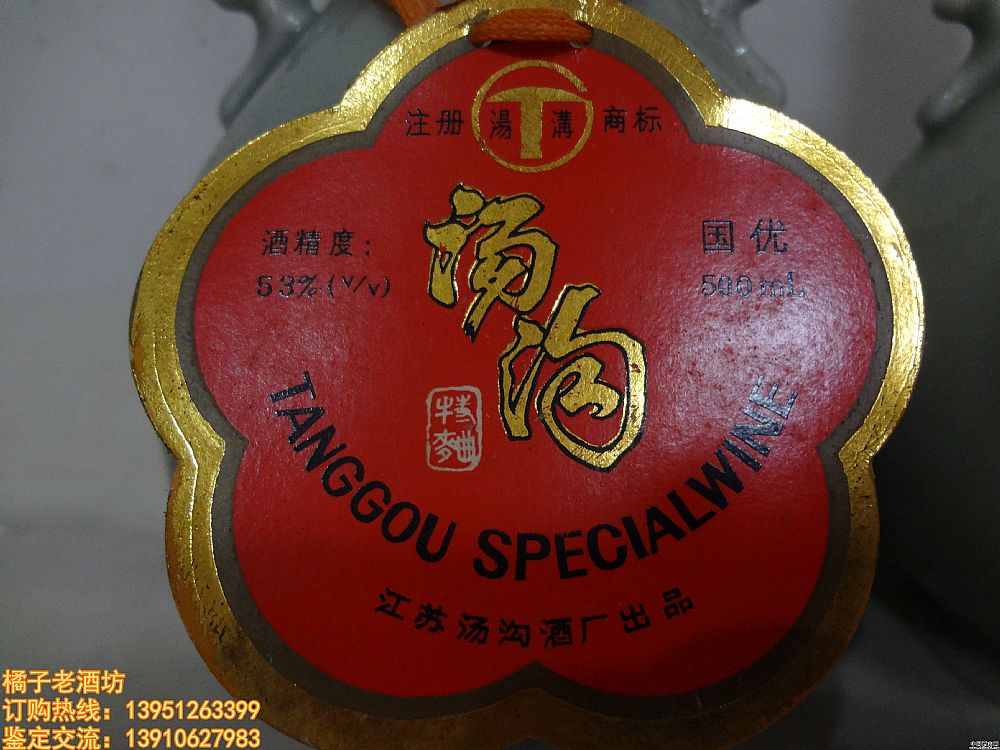 注册 湯 T 溝 商标
酒精度：
53%(V/V)
国优
500mL
汤沟
特麯
TANGGOU SPECIALWINE
江苏汤沟酒厂出品
橘子老酒坊
订购热线：13951263399
鉴定交流：13910627983